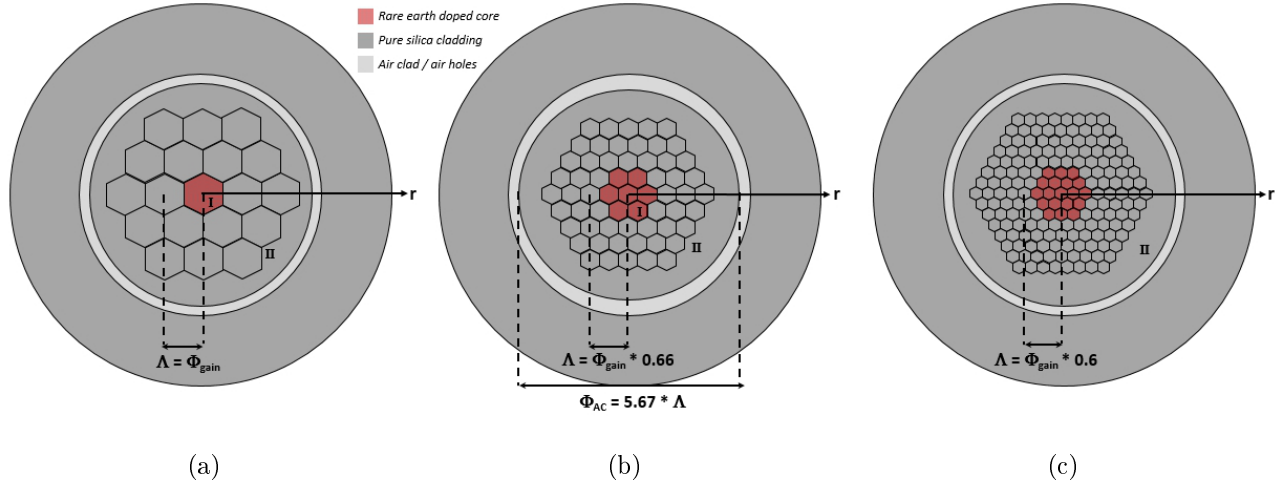 Rare earth doped core
Pure silica cladding
Air clad / air holes
I
II
r
Λ = Φgain
I
II
r
Λ = Φgain * 0.66
ΦAC = 5.67 * Λ
II
r
Λ = Φgain * 0.6
(a)
(b)
(c)